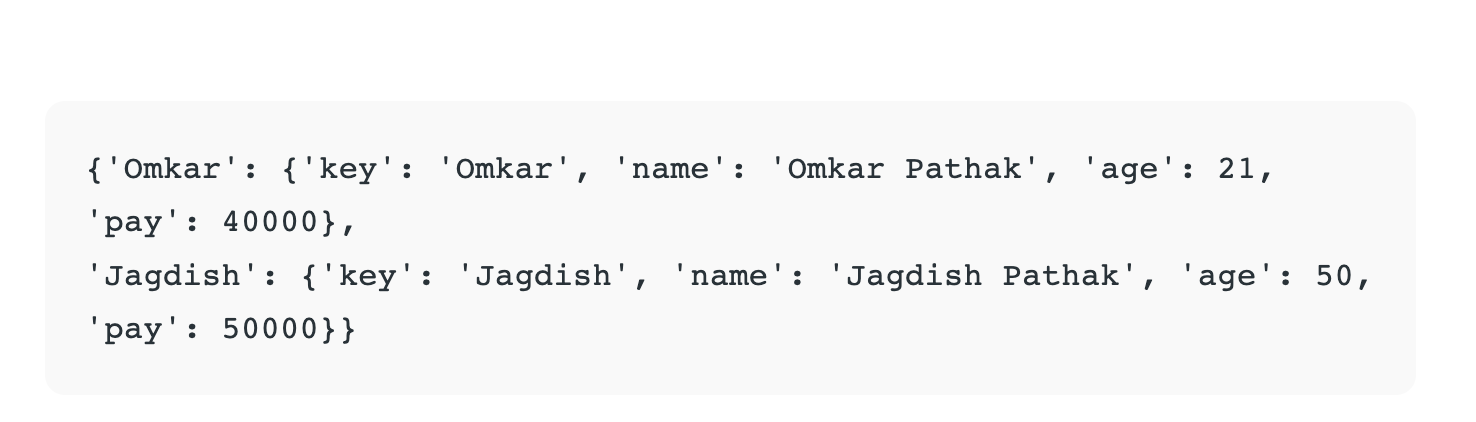 {'Omkar': {'key': 'Omkar', 'name': 'Omkar Pathak', 'age': 21,
'pay': 40000},
'Jagdish': {'key': 'Jagdish', 'name': 'Jagdish Pathak', 'age': 50,
'pay': 50000}}